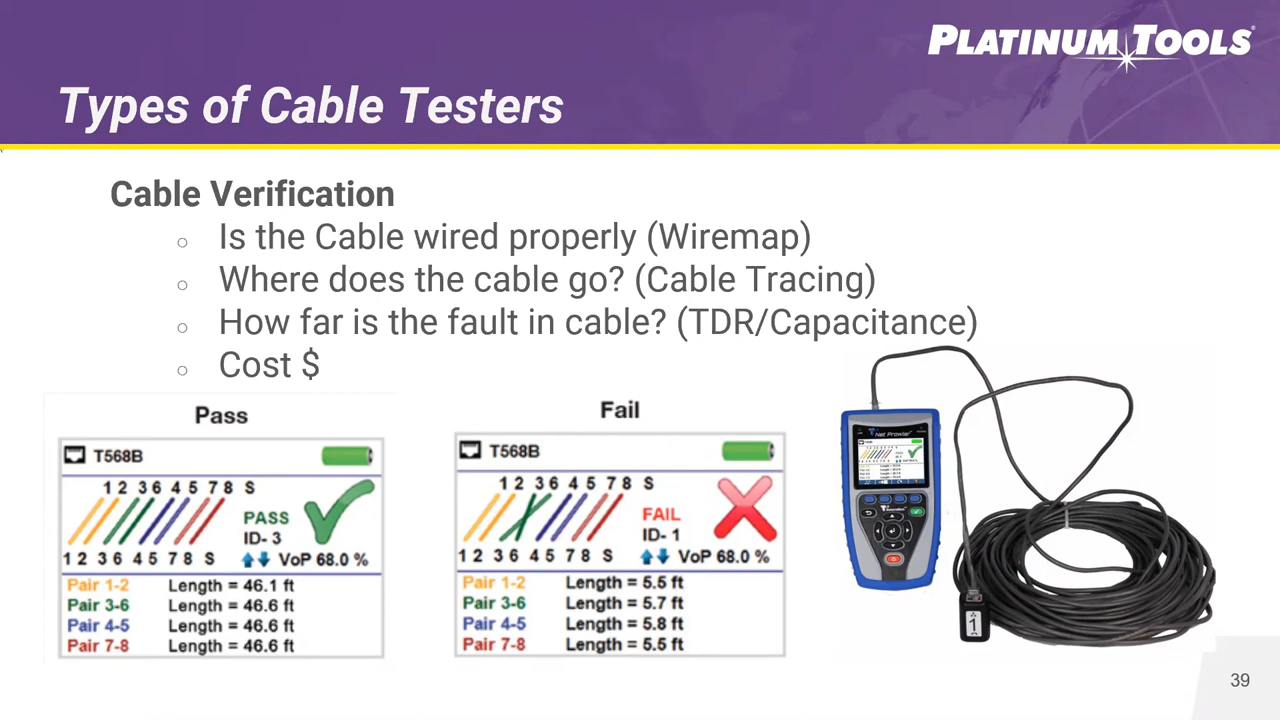 PLATINUM TOOLS®
Types of Cable Testers
Cable Verification
○ Is the Cable wired properly (Wiremap)
○ Where does the cable go? (Cable Tracing)
○ How far is the fault in cable? (TDR/Capacitance)
○ Cost $
Pass
T568B
1 2 3 6 4 5 7 8 S
PASS
ID- 3
1 2 3 6 4 5 7 8 S
VoP 68.0 %
Pair 1-2 Length = 46.1 ft
Pair 3-6 Length = 46.6 ft
Pair 4-5 Length = 46.6 ft
Pair 7-8 Length = 46.6 ft
Fail
T568B
1 2 3 6 4 5 7 8 S
FAIL
ID- 1
1 2 3 6 4 5 7 8 S
VoP 68.0 %
Pair 1-2 Length = 5.5 ft
Pair 3-6 Length = 5.7 ft
Pair 4-5 Length = 5.8 ft
Pair 7-8 Length = 5.5 ft
Net Prowler
1
39